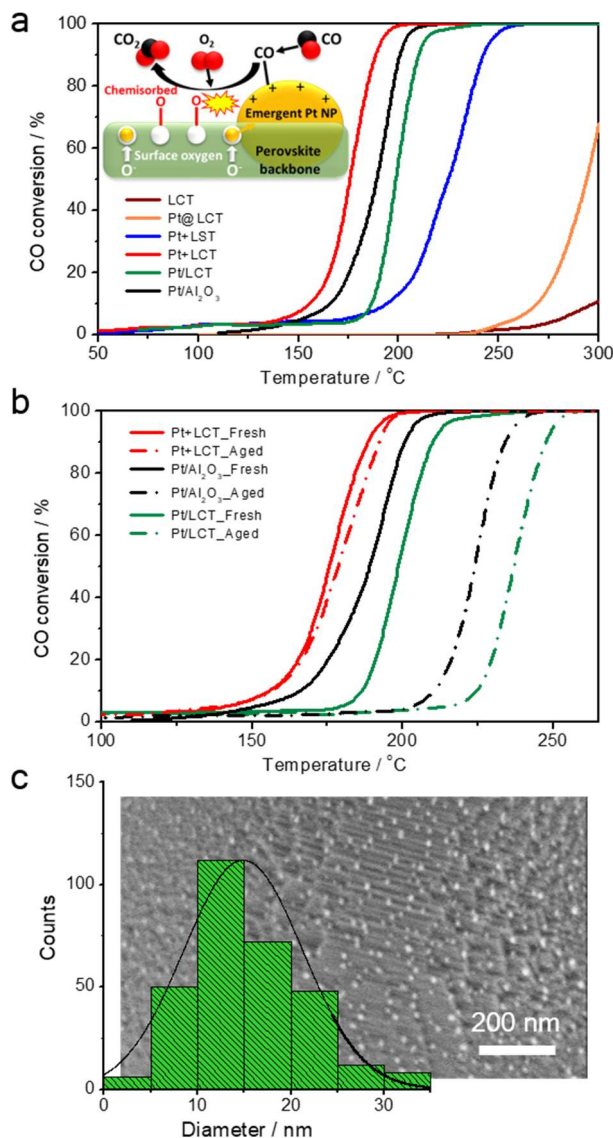 a
CO₂
O₂
CO
CO
Chemisorbed
O
O
+ + + + +
Emergent Pt NP
Surface oxygen
O⁻
O⁻
Perovskite
backbone
LCT
Pt@LCT
Pt+LST
Pt+LCT
Pt/LCT
Pt/Al₂O₃
CO conversion / %
100
80
60
40
20
0
50
100
150
200
250
300
Temperature / °C
b
Pt+LCT_Fresh
Pt+LCT_Aged
Pt/Al₂O₃_Fresh
Pt/Al₂O₃_Aged
Pt/LCT_Fresh
Pt/LCT_Aged
CO conversion / %
100
80
60
40
20
0
100
150
200
250
Temperature / °C
c
Counts
150
100
50
0
0
10
20
30
Diameter / nm
200 nm